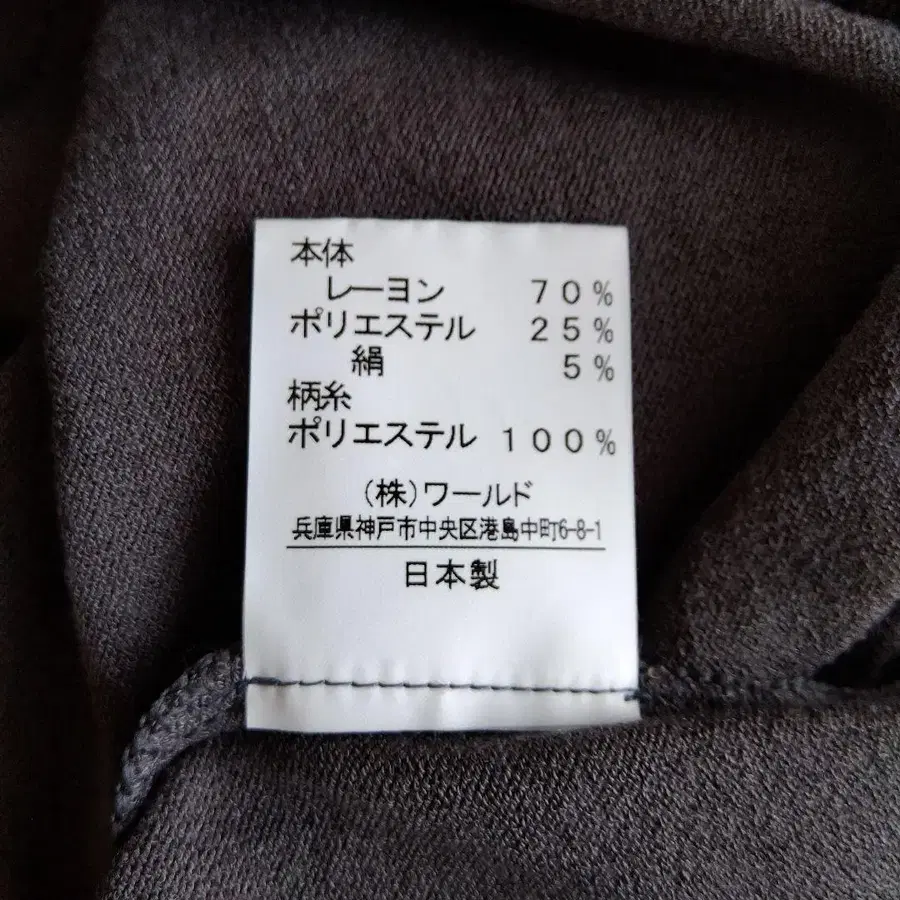 本体
レーヨン 70%
ポリエステル 25%
絹 5%
柄糸
ポリエステル 100%
(株)ワールド
兵庫県神戸市中央区港島中町6-8-1
日本製